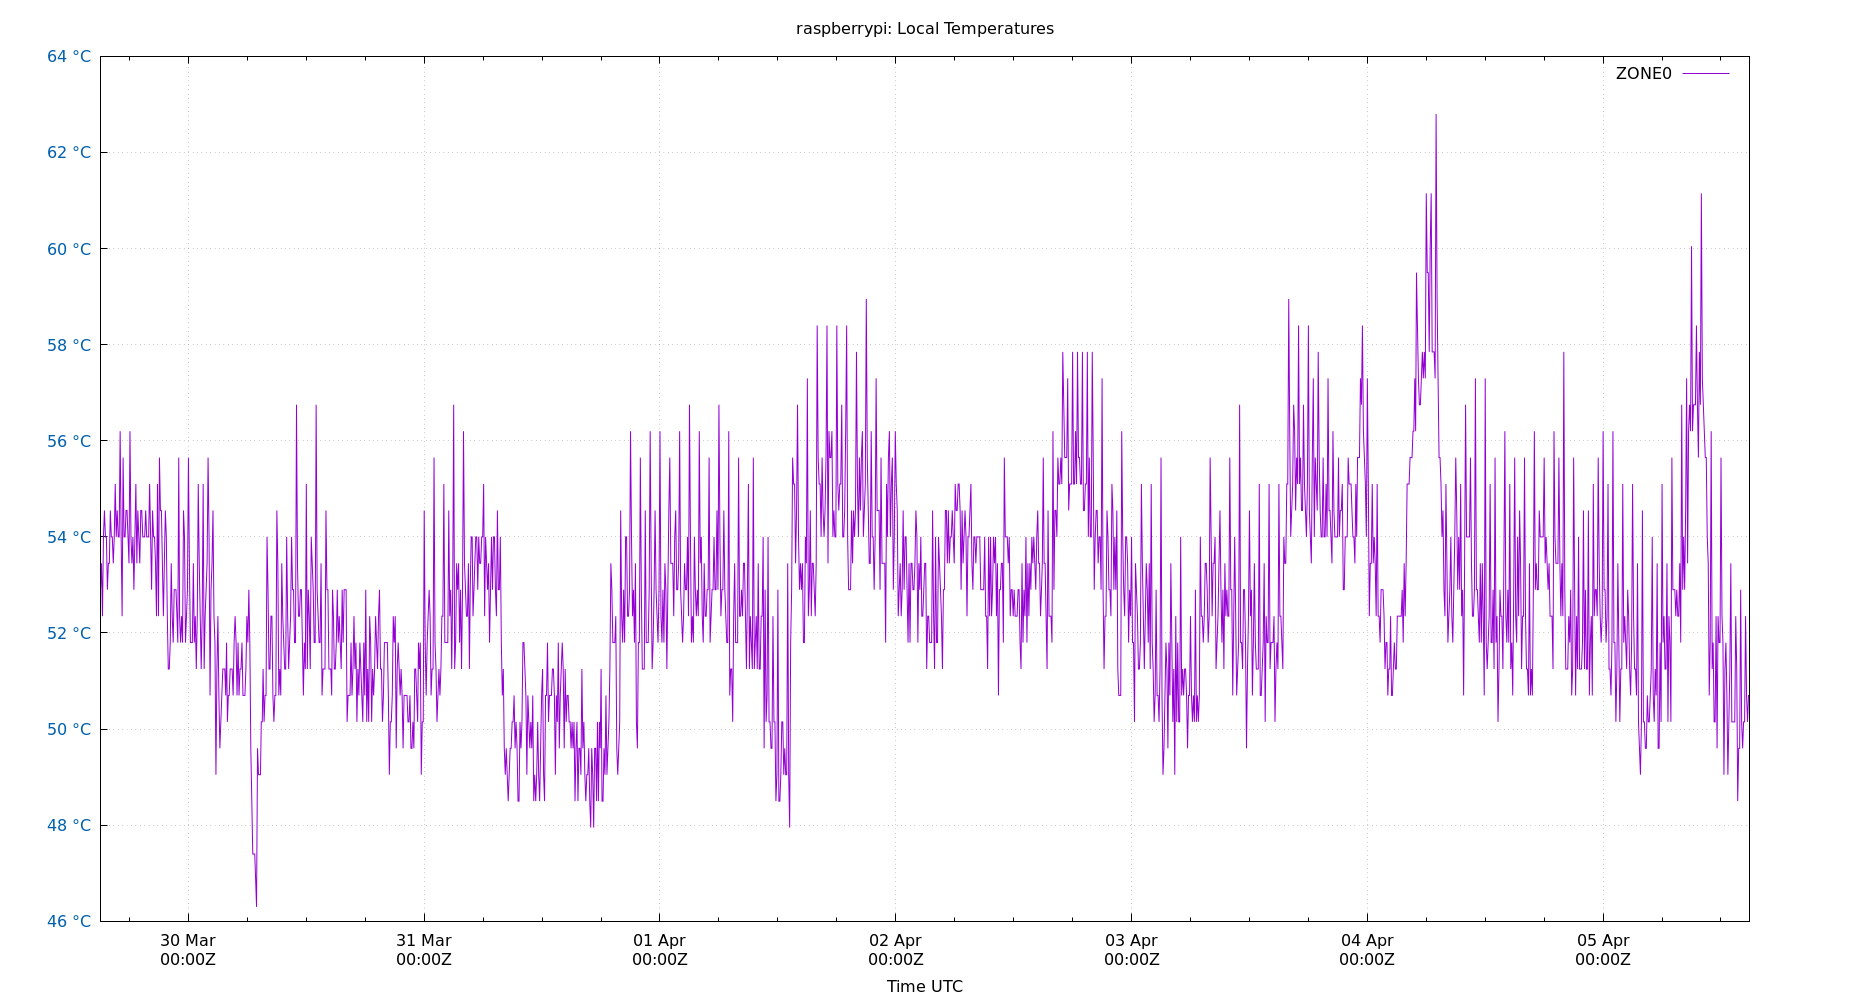 raspberrypi: Local Temperatures
64 °C
ZONE0
62 °C
60 °C
58 °C
56 °C
54 °C
52 °C
50 °C
48 °C
46 °C
30 Mar 31 Mar 01 Apr 02 Apr 03 Apr 04 Apr 05 Apr
00:00Z 00:00Z 00:00Z 00:00Z 00:00Z 00:00Z 00:00Z
Time UTC